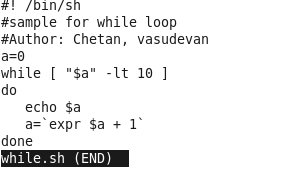 #! /bin/sh
#sample for while loop
#Author: Chetan, vasudevan
a=0
while [ "$a" -lt 10 ]
do
   echo $a
   a=`expr $a + 1`
done
while.sh (END)